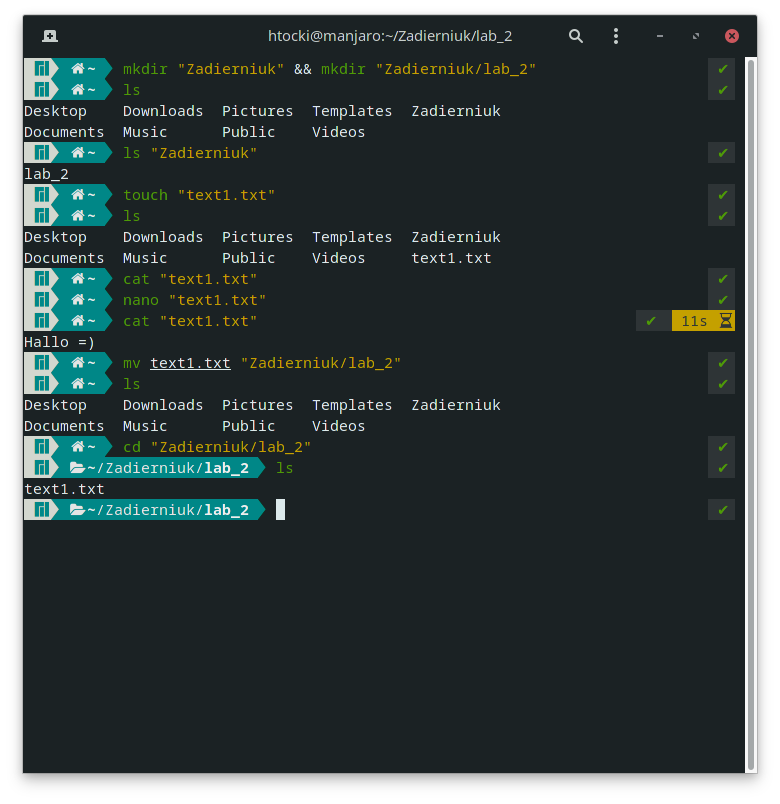 htocki@manjaro:~/Zadierniuk/lab_2
~ mkdir "Zadierniuk" && mkdir "Zadierniuk/lab_2" ✔
~ ls ✔
Desktop Downloads Pictures Templates Zadierniuk
Documents Music Public Videos
~ ls "Zadierniuk" ✔
lab_2
~ touch "text1.txt" ✔
~ ls ✔
Desktop Downloads Pictures Templates Zadierniuk
Documents Music Public Videos text1.txt
~ cat "text1.txt" ✔
~ nano "text1.txt" ✔
~ cat "text1.txt" ✔ 11s
Hallo =)
~ mv text1.txt "Zadierniuk/lab_2" ✔
~ ls ✔
Desktop Downloads Pictures Templates Zadierniuk
Documents Music Public Videos
~ cd "Zadierniuk/lab_2" ✔
~/Zadierniuk/lab_2 ls ✔
text1.txt
~/Zadierniuk/lab_2 ✔